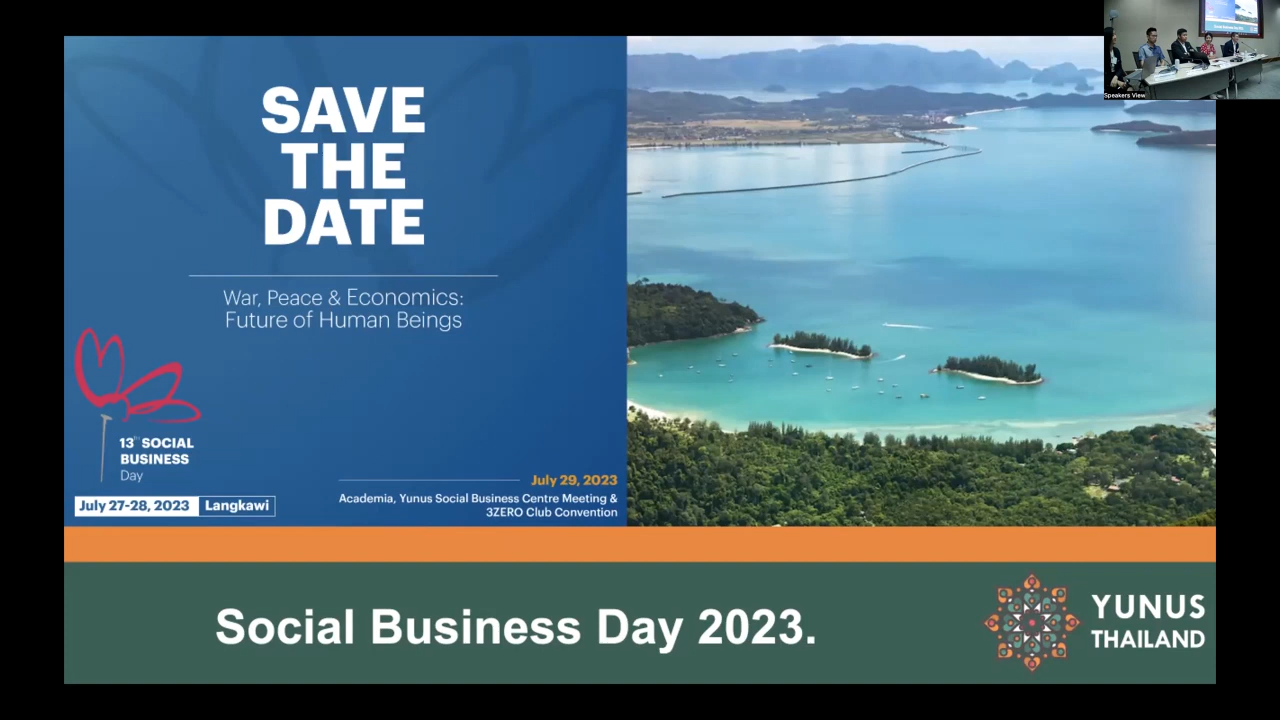 SAVE
THE
DATE
War, Peace & Economics:
Future of Human Beings
13th SOCIAL
BUSINESS
Day
July 27-28, 2023 Langkawi
July 29, 2023
Academia, Yunus Social Business Centre Meeting &
3ZERO Club Convention
Social Business Day 2023.
YUNUS
THAILAND
Speakers View